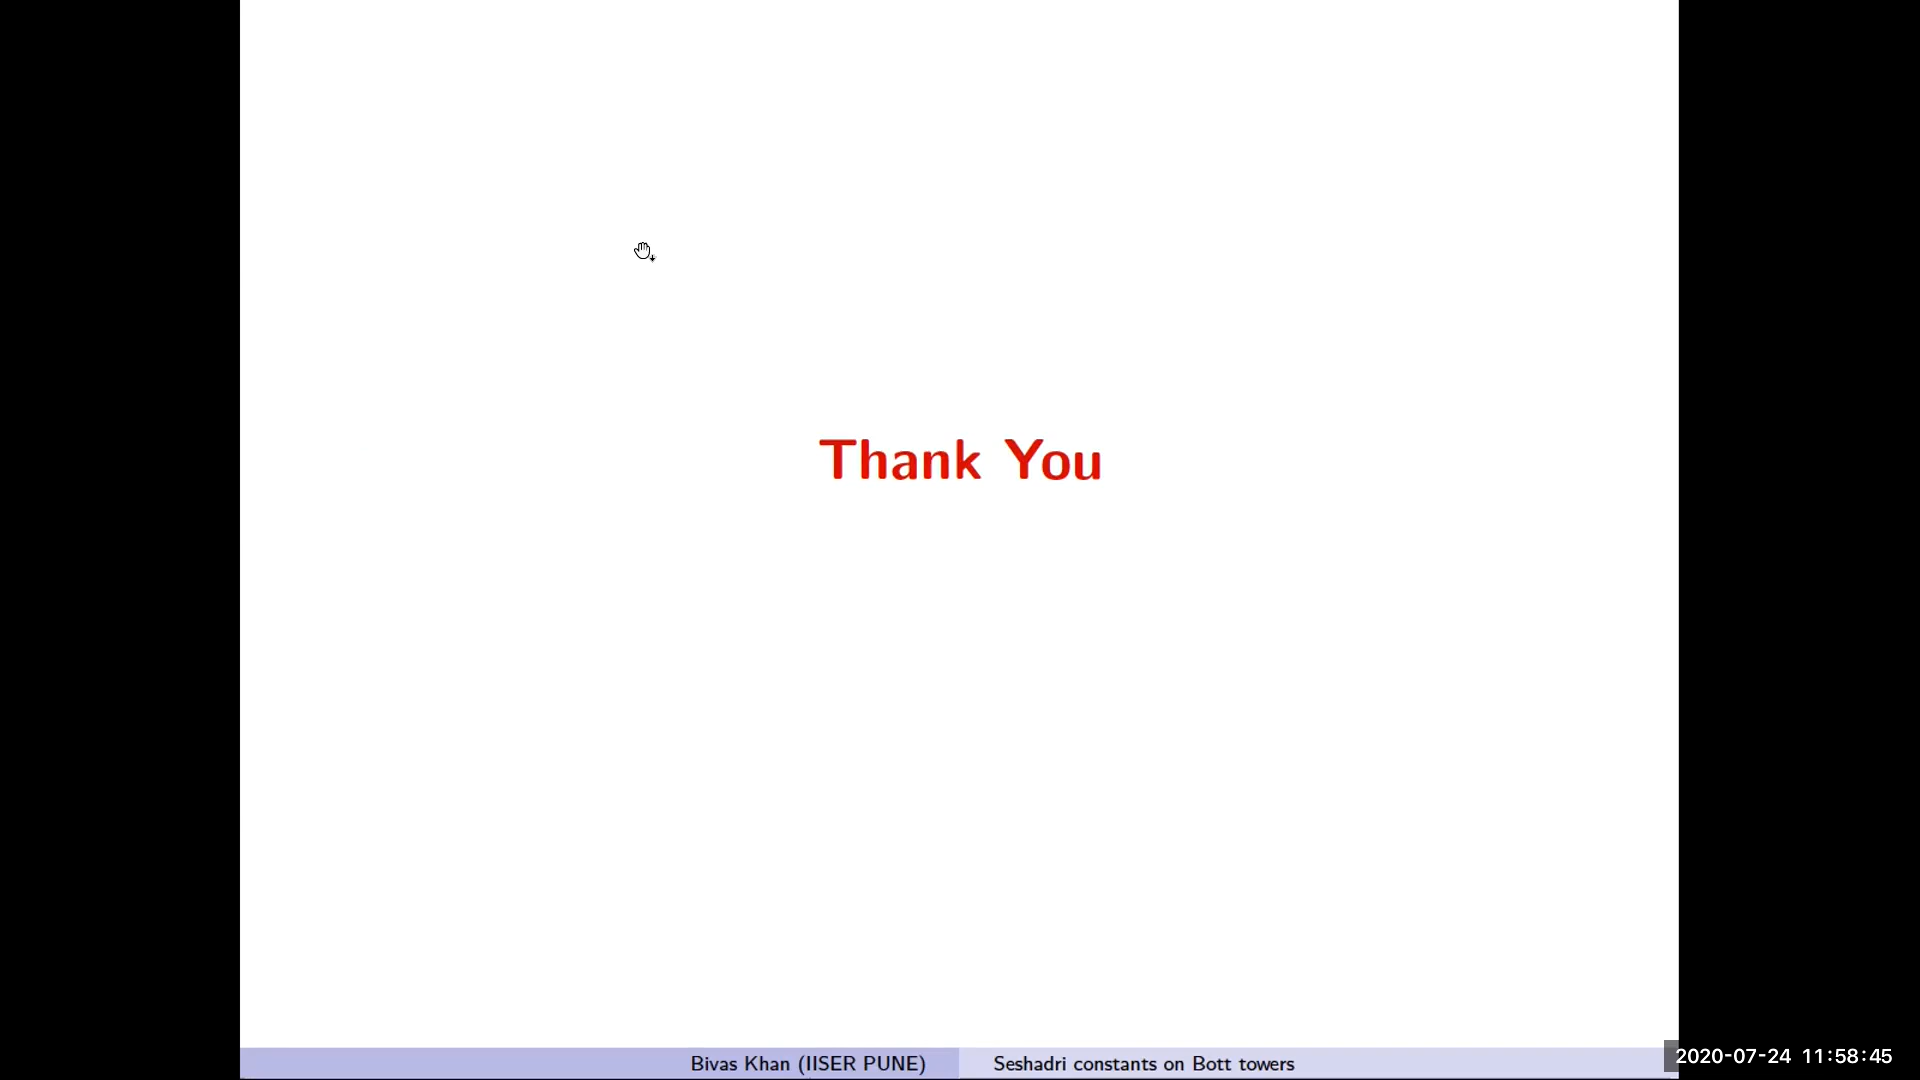 Thank You
Bivas Khan (IISER PUNE)
Seshadri constants on Bott towers
2020-07-24 11:58:45